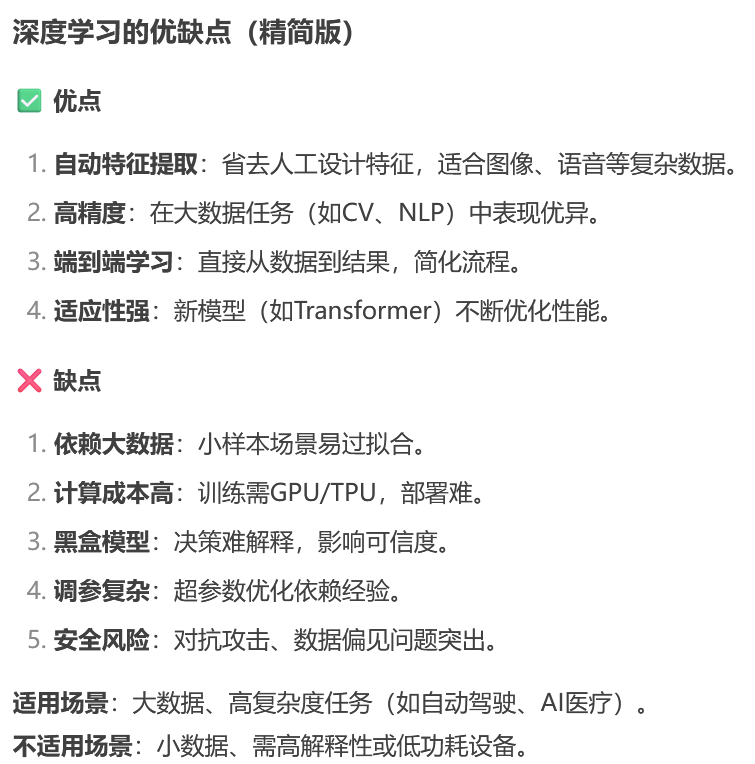 深度学习的优缺点（精简版）
✅ 优点
1. 自动特征提取：省去人工设计特征，适合图像、语音等复杂数据。
2. 高精度：在大数据任务（如CV、NLP）中表现优异。
3. 端到端学习：直接从数据到结果，简化流程。
4. 适应性强：新模型（如Transformer）不断优化性能。
❌ 缺点
1. 依赖大数据：小样本场景易过拟合。
2. 计算成本高：训练需GPU/TPU，部署难。
3. 黑盒模型：决策难解释，影响可信度。
4. 调参复杂：超参数优化依赖经验。
5. 安全风险：对抗攻击、数据偏见问题突出。
适用场景：大数据、高复杂度任务（如自动驾驶、AI医疗）。
不适用场景：小数据、需高解释性或低功耗设备。